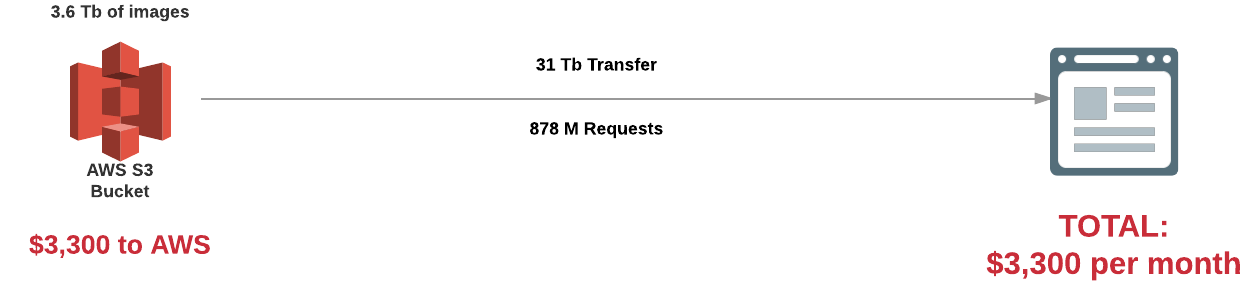 3.6 Tb of images
31 Tb Transfer
878 M Requests
AWS S3
Bucket
$3,300 to AWS
TOTAL:
$3,300 per month